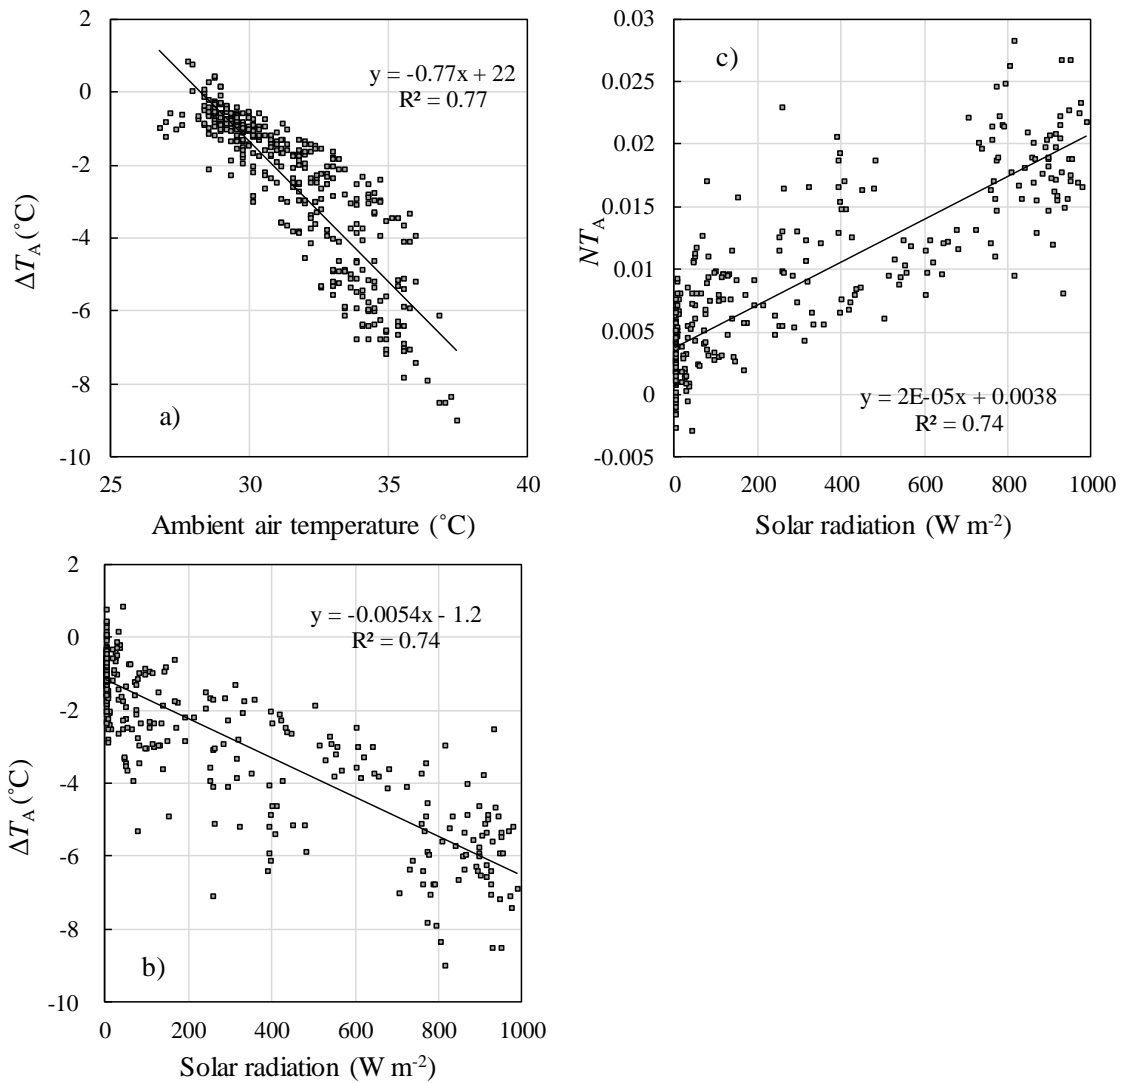 2
0
-2
-4
-6
-8
-10
ΔT_A (˚C)
y = -0.77x + 22
R² = 0.77
a)
25 30 35 40
Ambient air temperature (˚C)
0.03
0.025
0.02
0.015
0.01
0.005
0
-0.005
NT_A
c)
y = 2E-05x + 0.0038
R² = 0.74
0 200 400 600 800 1000
Solar radiation (W m⁻²)
2
0
-2
-4
-6
-8
-10
ΔT_A (˚C)
y = -0.0054x - 1.2
R² = 0.74
b)
0 200 400 600 800 1000
Solar radiation (W m⁻²)